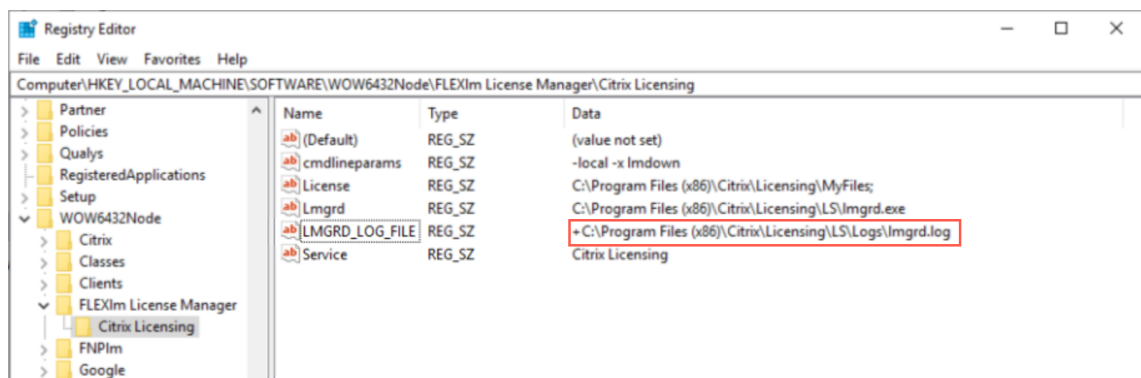 Registry Editor
File Edit View Favorites Help
Computer\HKEY_LOCAL_MACHINE\SOFTWARE\WOW6432Node\FLEXlm License Manager\Citrix Licensing
Partner
Policies
Qualys
RegisteredApplications
Setup
WOW6432Node
Citrix
Classes
Clients
FLEXlm License Manager
Citrix Licensing
FNPlm
Google
Name Type Data
(Default) REG_SZ (value not set)
cmdlineparams REG_SZ -local -x lmdown
License REG_SZ C:\Program Files (x86)\Citrix\Licensing\MyFiles;
Lmgrd REG_SZ C:\Program Files (x86)\Citrix\Licensing\LS\lmgrd.exe
LMGRD_LOG_FILE REG_SZ +C:\Program Files (x86)\Citrix\Licensing\LS\Logs\lmgrd.log
Service REG_SZ Citrix Licensing